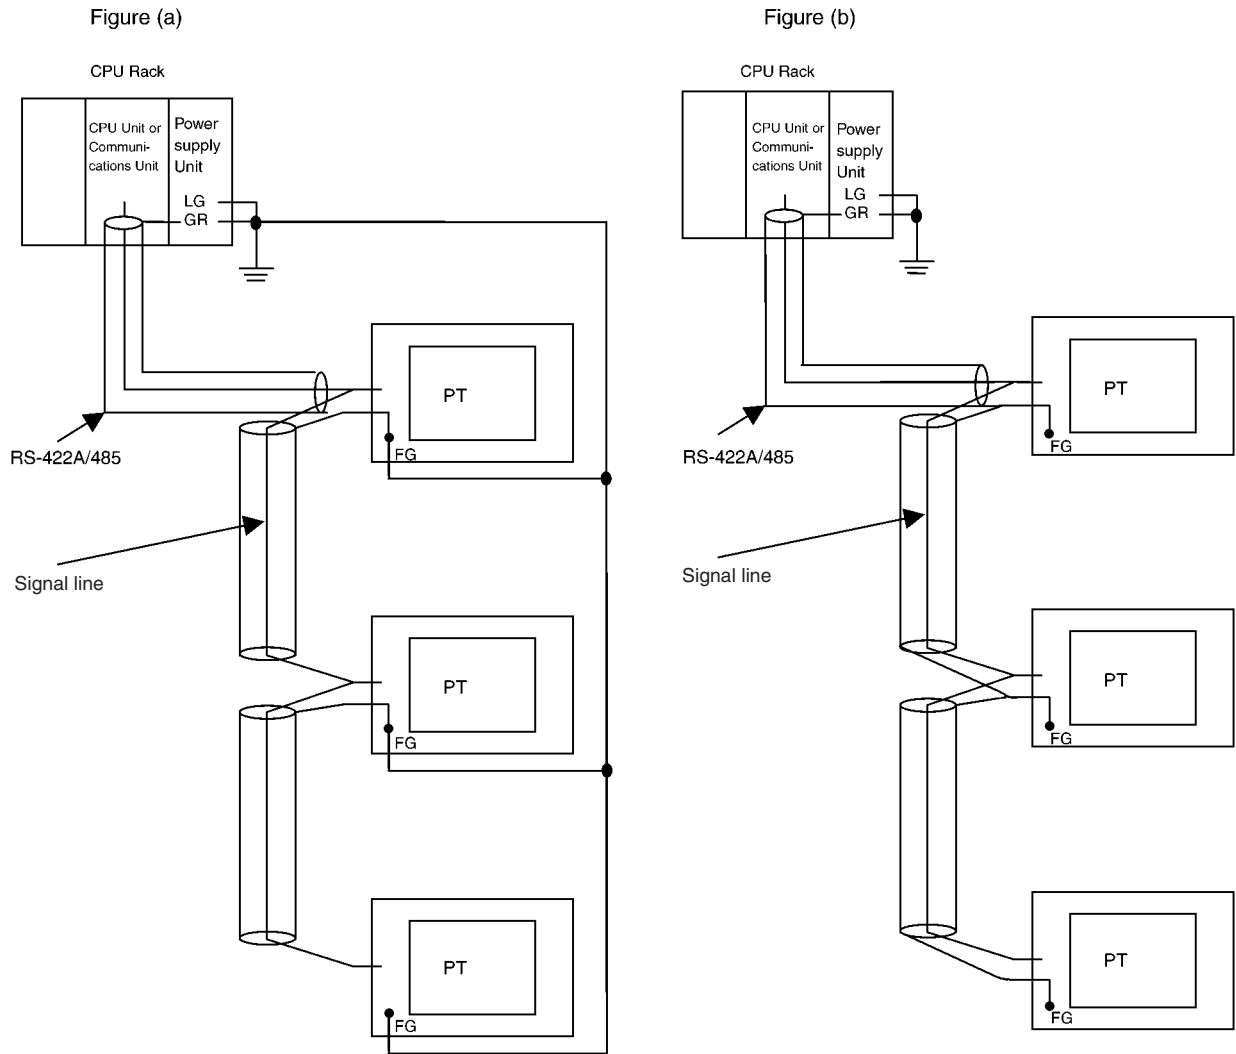 Figure (a)
CPU Rack
CPU Unit or
Communi-
cations Unit
Power
supply
Unit
LG
GR
RS-422A/485
Signal line
PT
FG
PT
FG
PT
FG
Figure (b)
CPU Rack
CPU Unit or
Communi-
cations Unit
Power
supply
Unit
LG
GR
RS-422A/485
Signal line
PT
FG
PT
FG
PT
FG